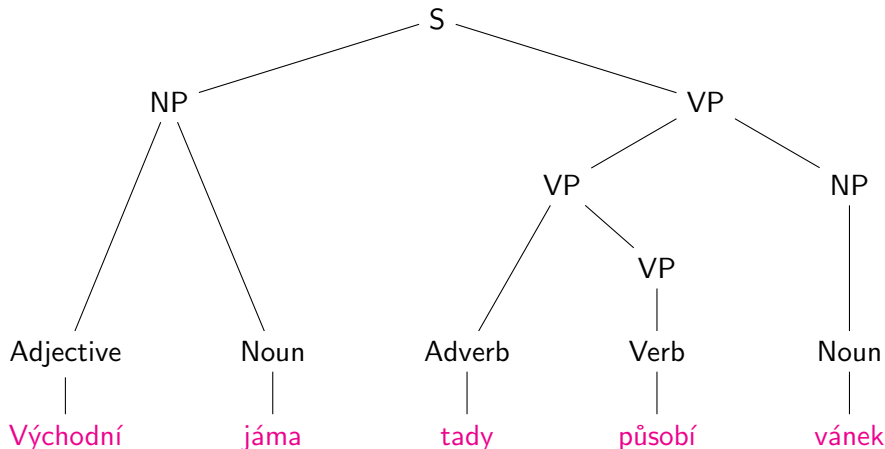 S
NP VP
VP NP
VP
Adjective Noun Adverb Verb Noun
Východní jáma tady působí vánek